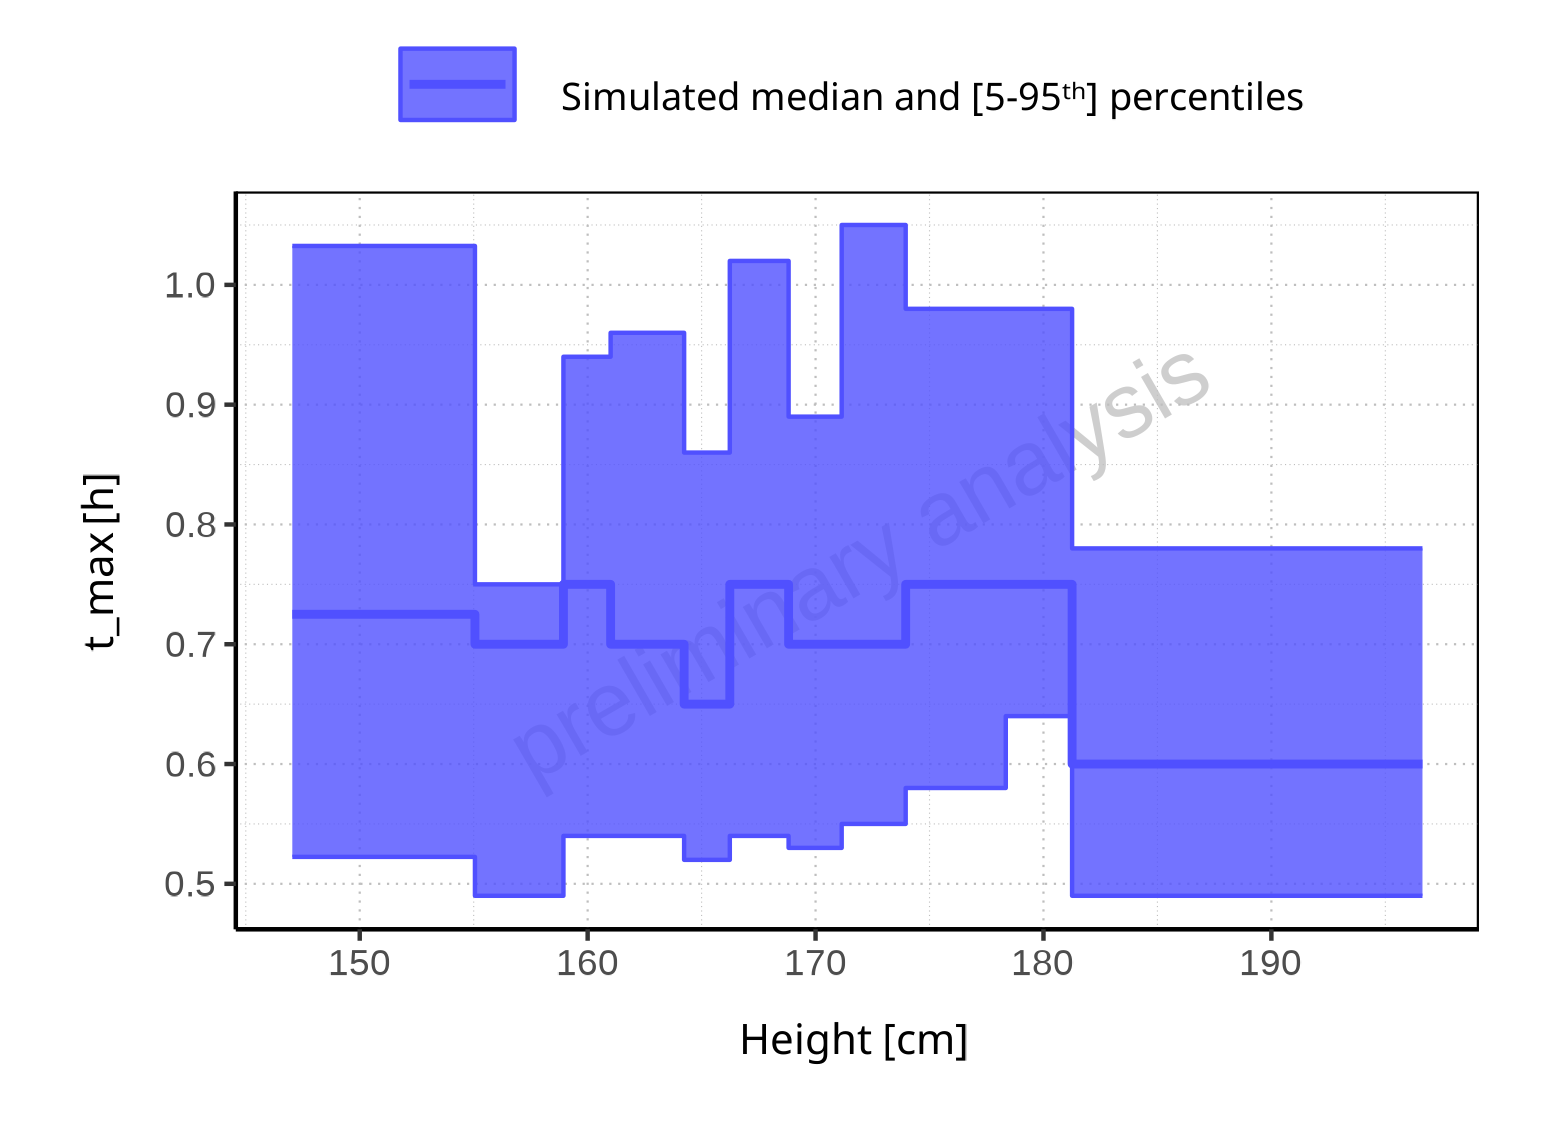 Simulated median and [5-95ᵗʰ] percentiles
1.0
0.9
0.8
0.7
0.6
0.5
t_max [h]
preliminary analysis
150 160 170 180 190
Height [cm]